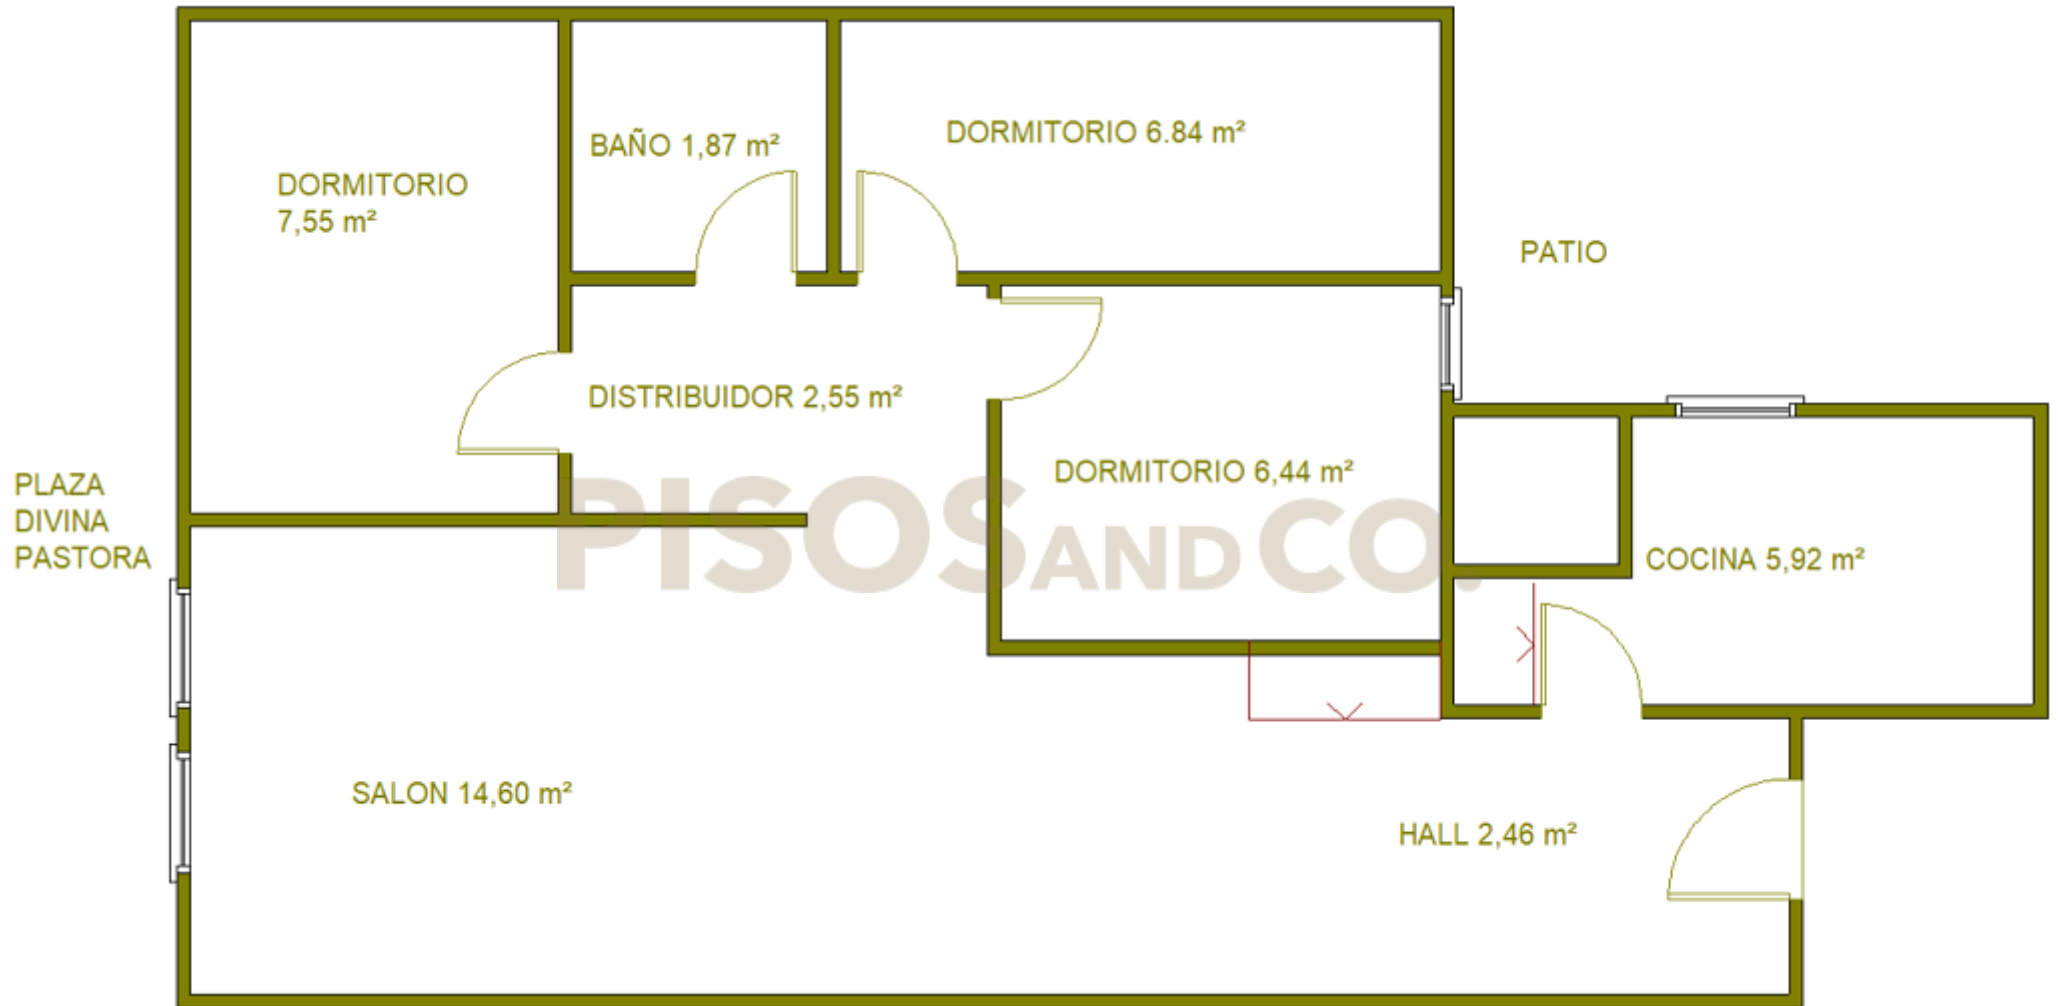 BAÑO 1,87 m²
DORMITORIO 6.84 m²
DORMITORIO
7,55 m²
PATIO
DISTRIBUIDOR 2,55 m²
DORMITORIO 6,44 m²
PLAZA
DIVINA
PASTORA
PISOS AND CO.
COCINA 5,92 m²
SALON 14,60 m²
HALL 2,46 m²